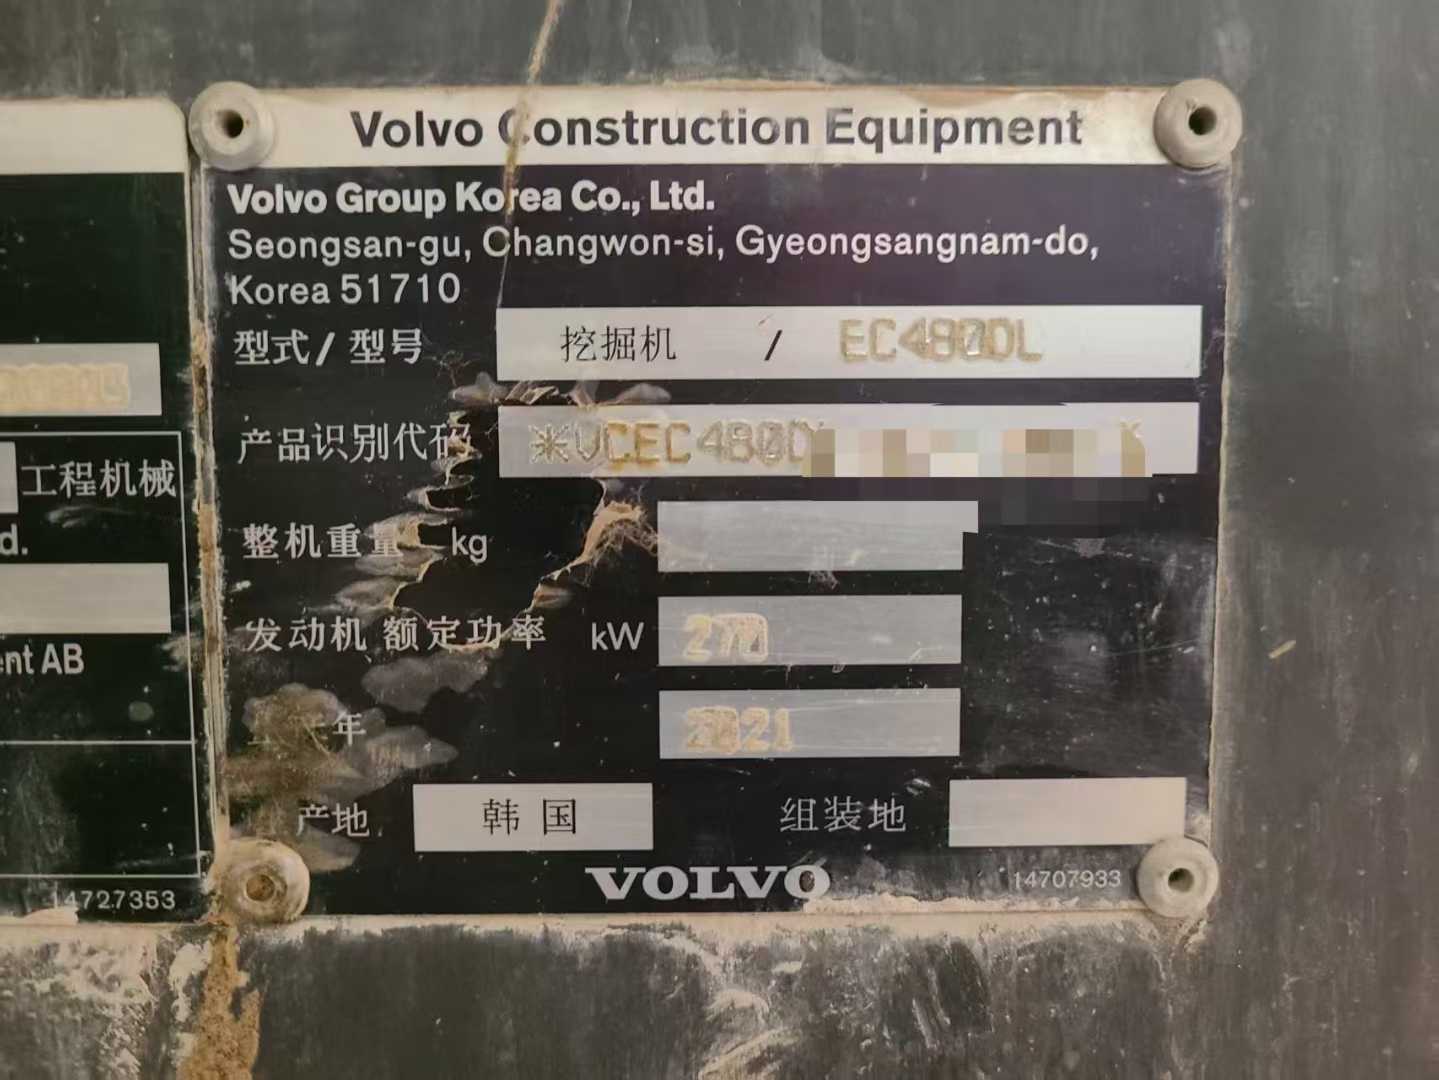 Volvo Construction Equipment
Volvo Group Korea Co., Ltd.
Seongsan-gu, Changwon-si, Gyeongsangnam-do,
Korea 51710
型式/ 型号 挖掘机 / EC480DL
产品识别代码 *VCEC480D
整机重量 kg
发动机 额定功率 kW 270
年 2021
产地 韩国 组装地
VOLVO
14707933
工程机械
d.
ent AB
14727353